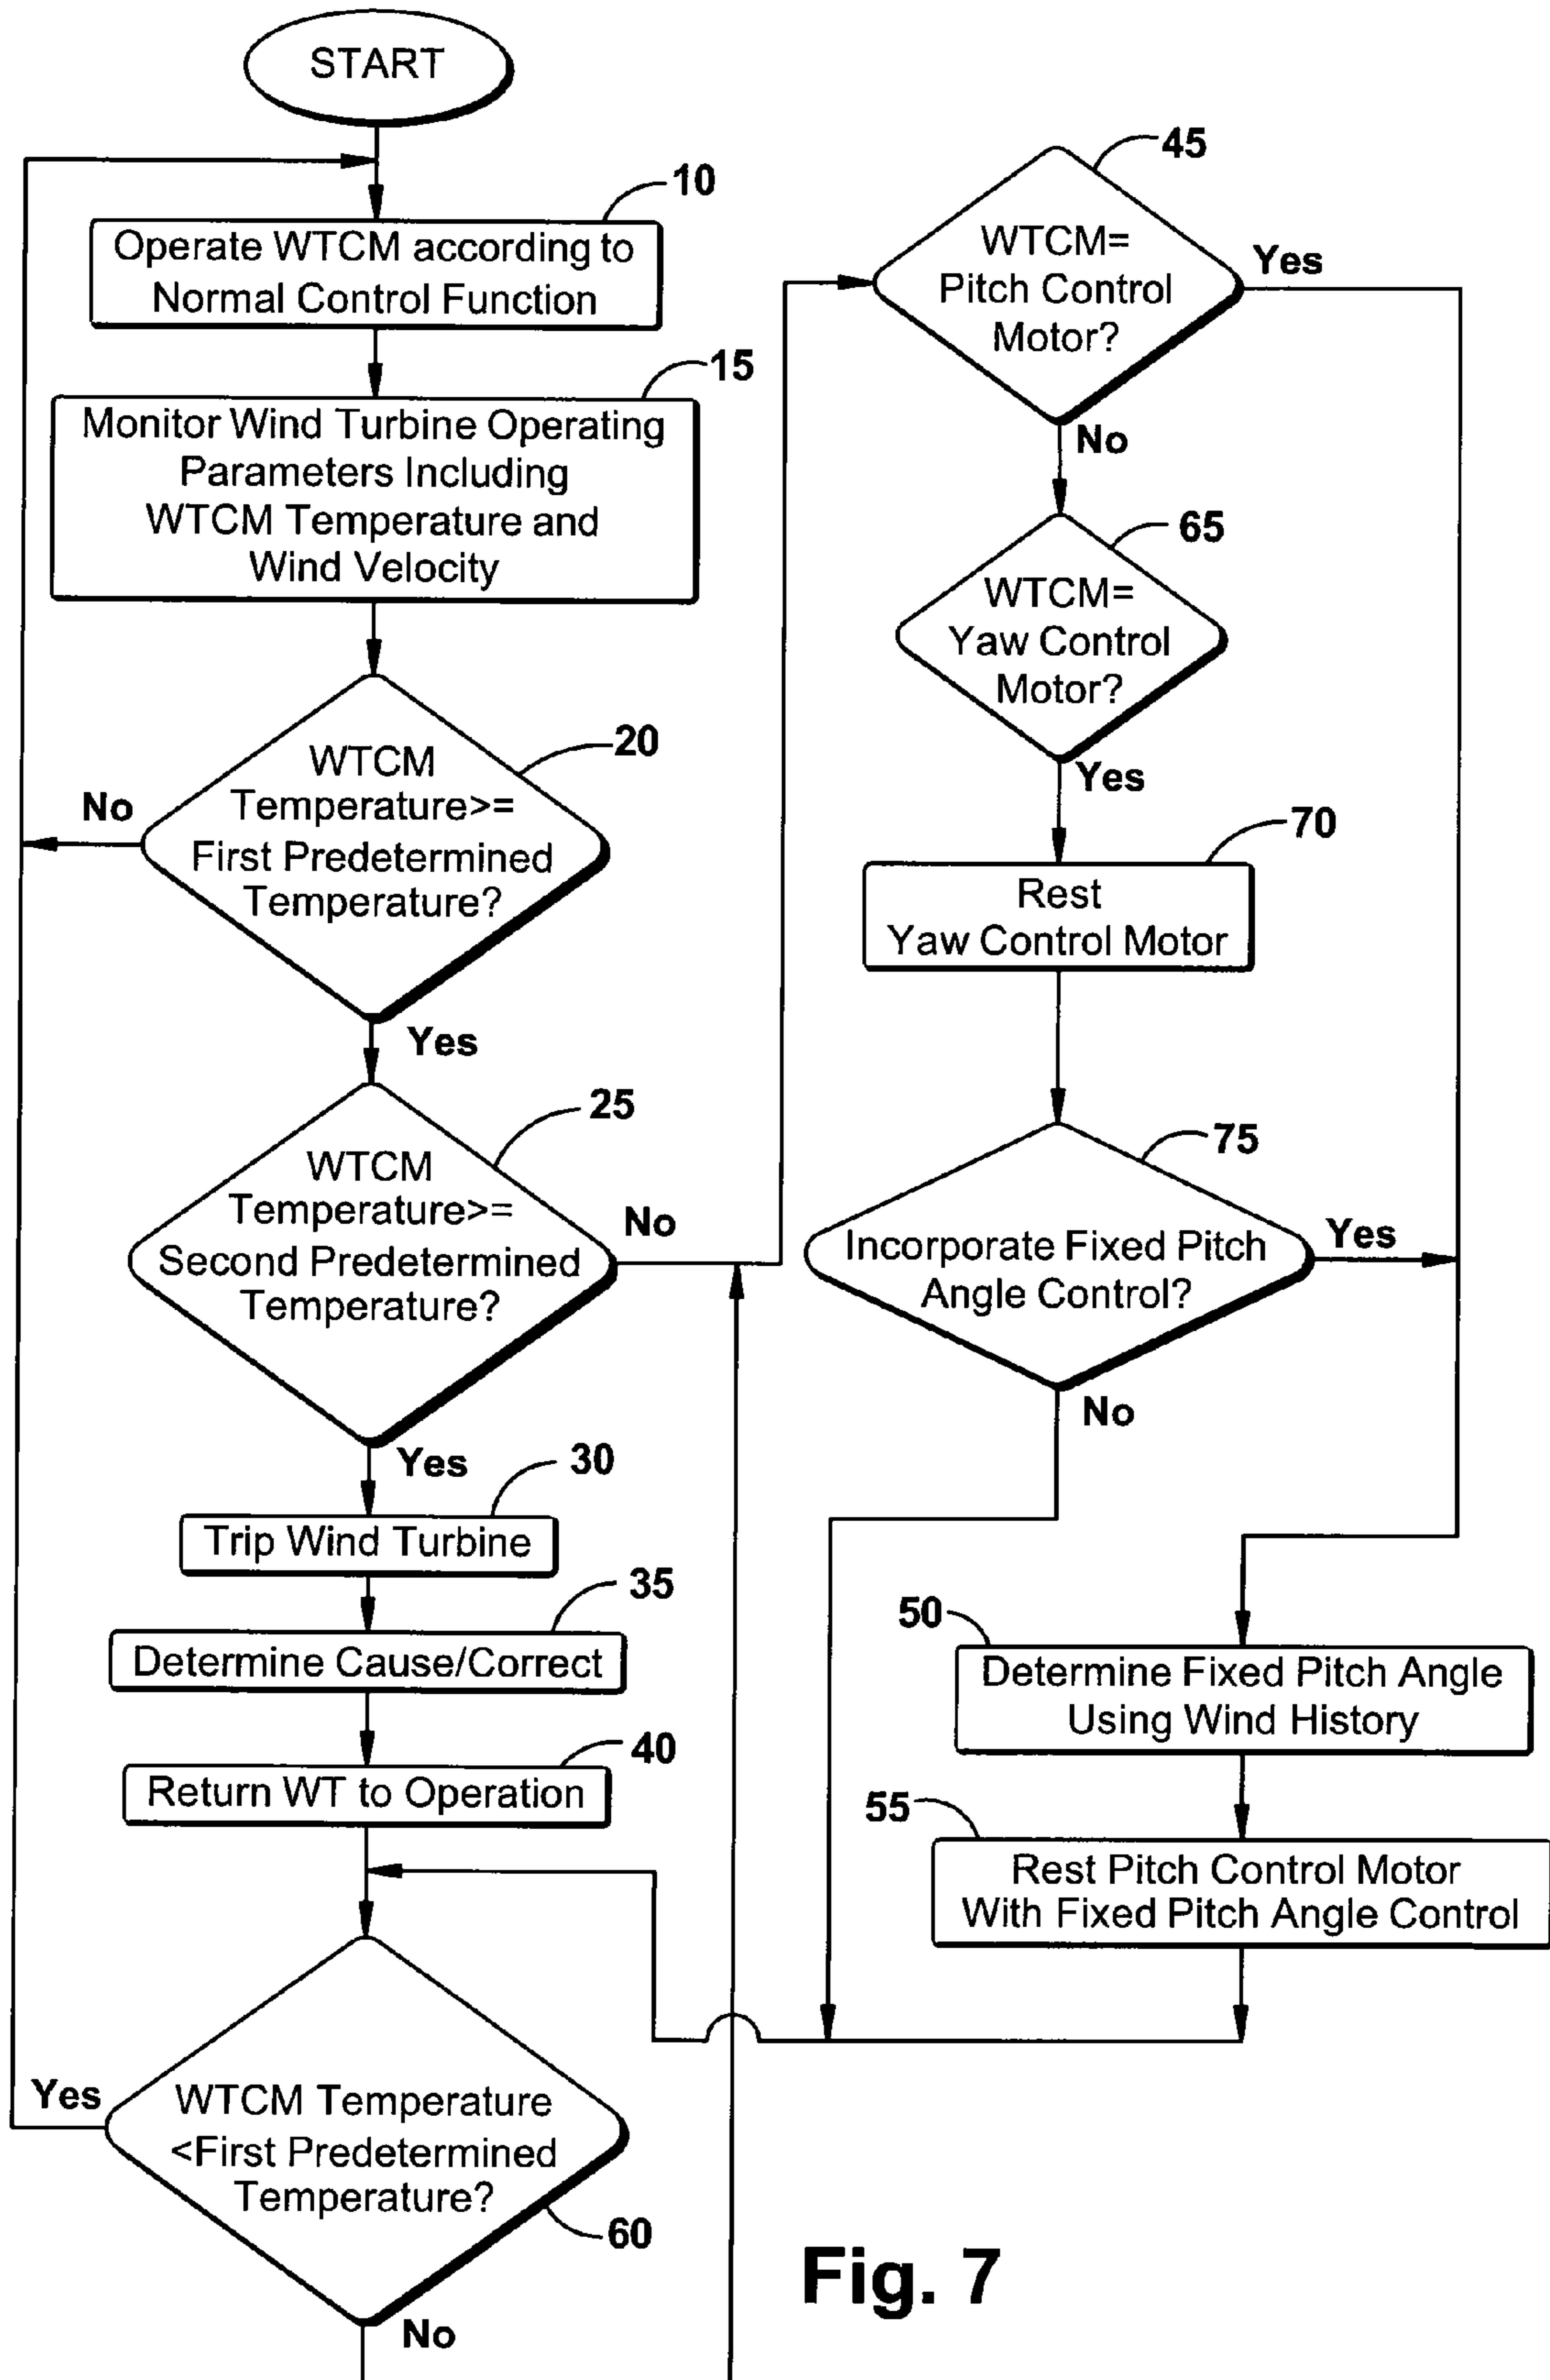 START
10
Operate WTCM according to
Normal Control Function
15
Monitor Wind Turbine Operating
Parameters Including
WTCM Temperature and
Wind Velocity
20
WTCM
Temperature>=
First Predetermined
Temperature?
No
Yes
25
WTCM
Temperature>=
Second Predetermined
Temperature?
No
Yes
30
Trip Wind Turbine
35
Determine Cause/Correct
40
Return WT to Operation
WTCM Temperature
<First Predetermined
Temperature?
Yes
60
No
45
WTCM=
Pitch Control
Motor?
Yes
No
65
WTCM=
Yaw Control
Motor?
Yes
70
Rest
Yaw Control Motor
75
Incorporate Fixed Pitch
Angle Control?
Yes
No
50
Determine Fixed Pitch Angle
Using Wind History
55
Rest Pitch Control Motor
With Fixed Pitch Angle Control
Fig. 7